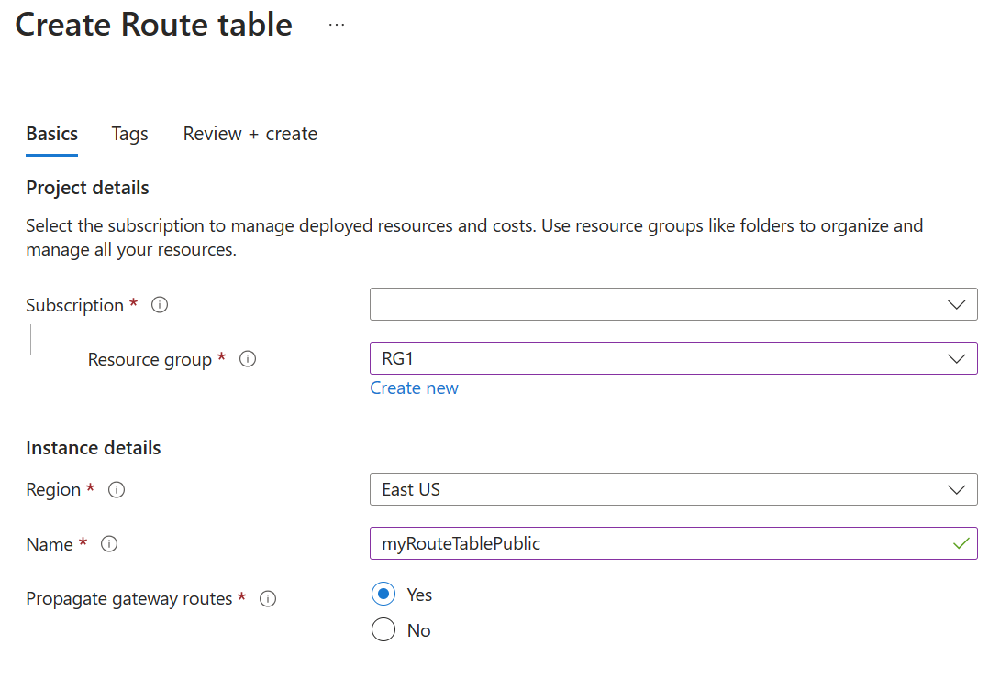 Create Route table ...
Basics Tags Review + create
Project details
Select the subscription to manage deployed resources and costs. Use resource groups like folders to organize and
manage all your resources.
Subscription *
Resource group * RG1
Create new
Instance details
Region * East US
Name * myRouteTablePublic
Propagate gateway routes * Yes
No